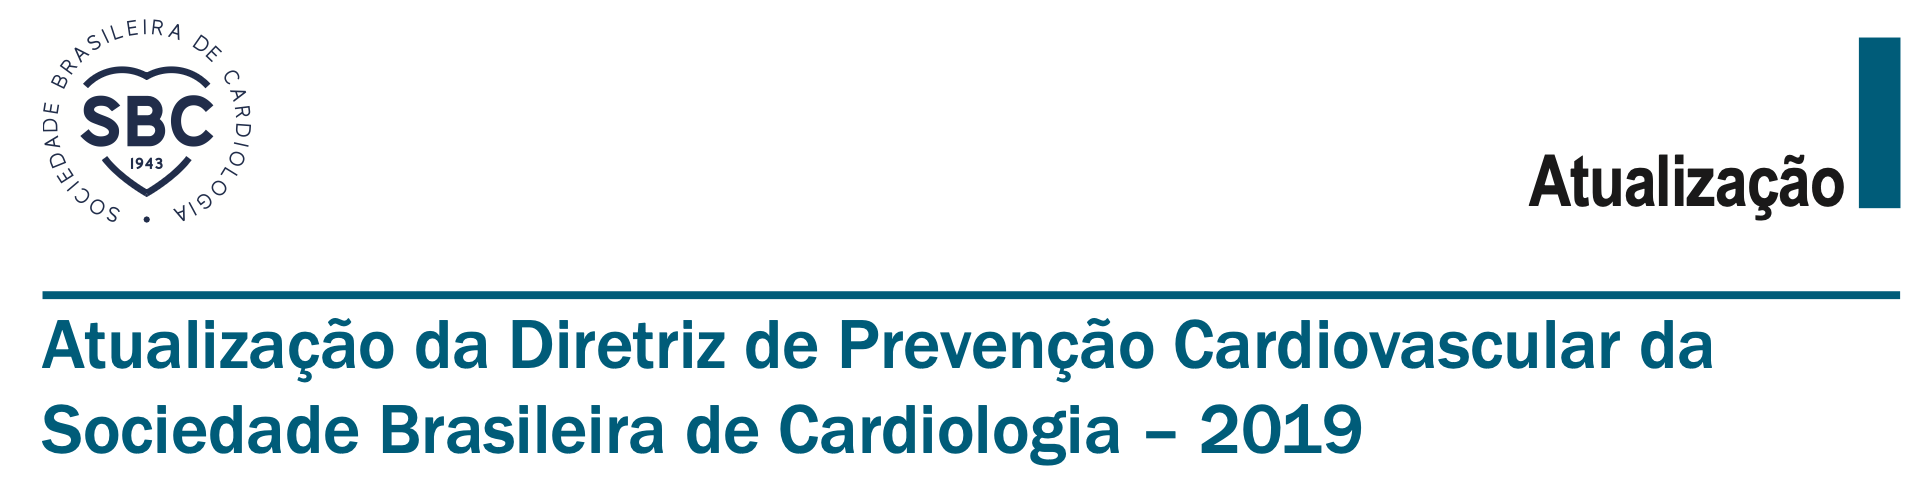 SOCIEDADE BRASILEIRA DE CARDIOLOGIA •
SBC
1943
Atualização
Atualização da Diretriz de Prevenção Cardiovascular da
Sociedade Brasileira de Cardiologia – 2019